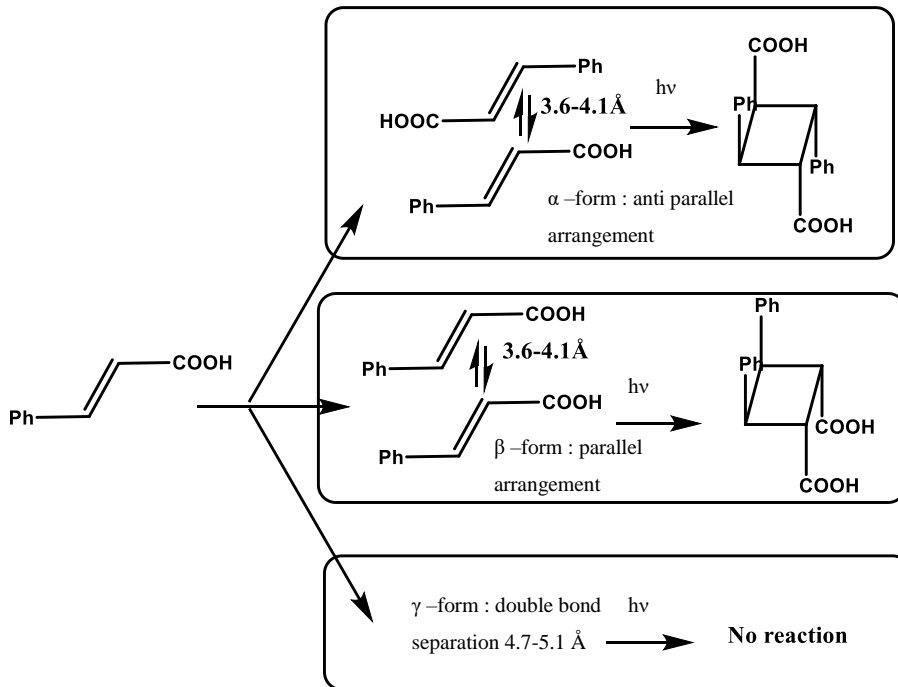 COOH
Ph
Ph
3.6-4.1Å
HOOC
COOH
Ph
hν
α –form : anti parallel
arrangement
COOH
Ph
Ph
COOH
COOH
Ph
COOH
Ph
3.6-4.1Å
COOH
Ph
hν
β –form : parallel
arrangement
Ph
Ph
COOH
COOH
γ –form : double bond
separation 4.7-5.1 Å
hν
No reaction